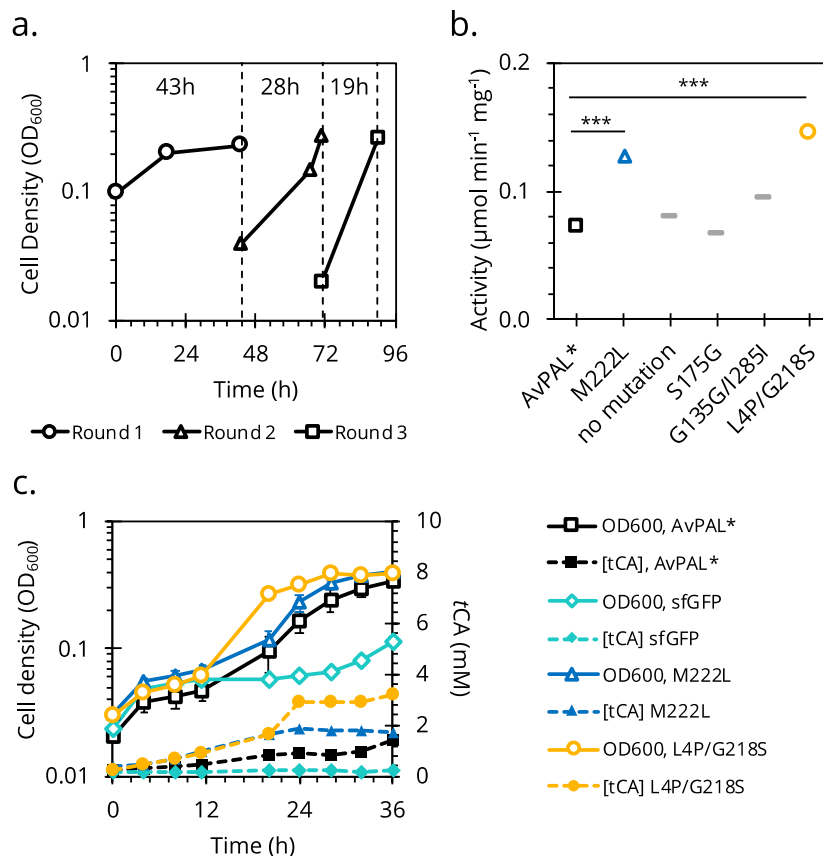 a.
1
0.1
0.01
43h
28h
19h
Cell Density (OD600)
0
24
48
72
96
Time (h)
Round 1
Round 2
Round 3
b.
0.2
0.1
0.0
Activity (µmol min-1 mg-1)
***
***
AvPAL*
M222L
no mutation
S175G
G135G/I285I
L4P/G218S
c.
1
0.1
0.01
Cell density (OD600)
10
8
6
4
2
0
tCA (mM)
0
12
24
36
Time (h)
OD600, AvPAL*
[tCA], AvPAL*
OD600, sfGFP
[tCA] sfGFP
OD600, M222L
[tCA] M222L
OD600, L4P/G218S
[tCA] L4P/G218S